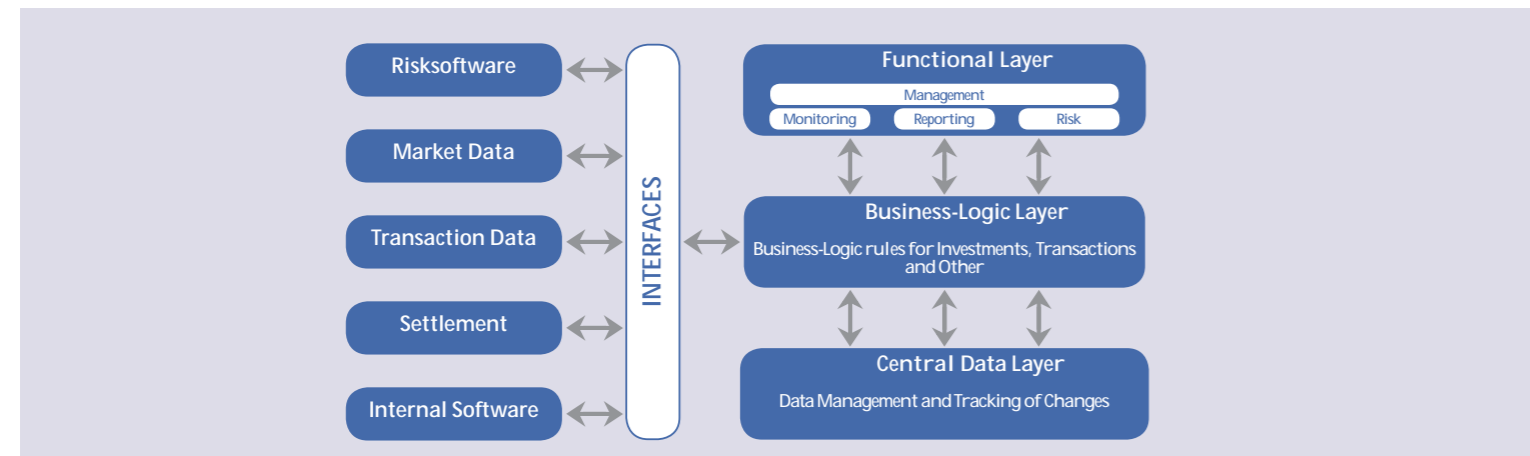 Risksoftware
Market Data
Transaction Data
Settlement
Internal Software
INTERFACES
Functional Layer
Management
Monitoring
Reporting
Risk
Business-Logic Layer
Business-Logic rules for Investments, Transactions
and Other
Central Data Layer
Data Management and Tracking of Changes